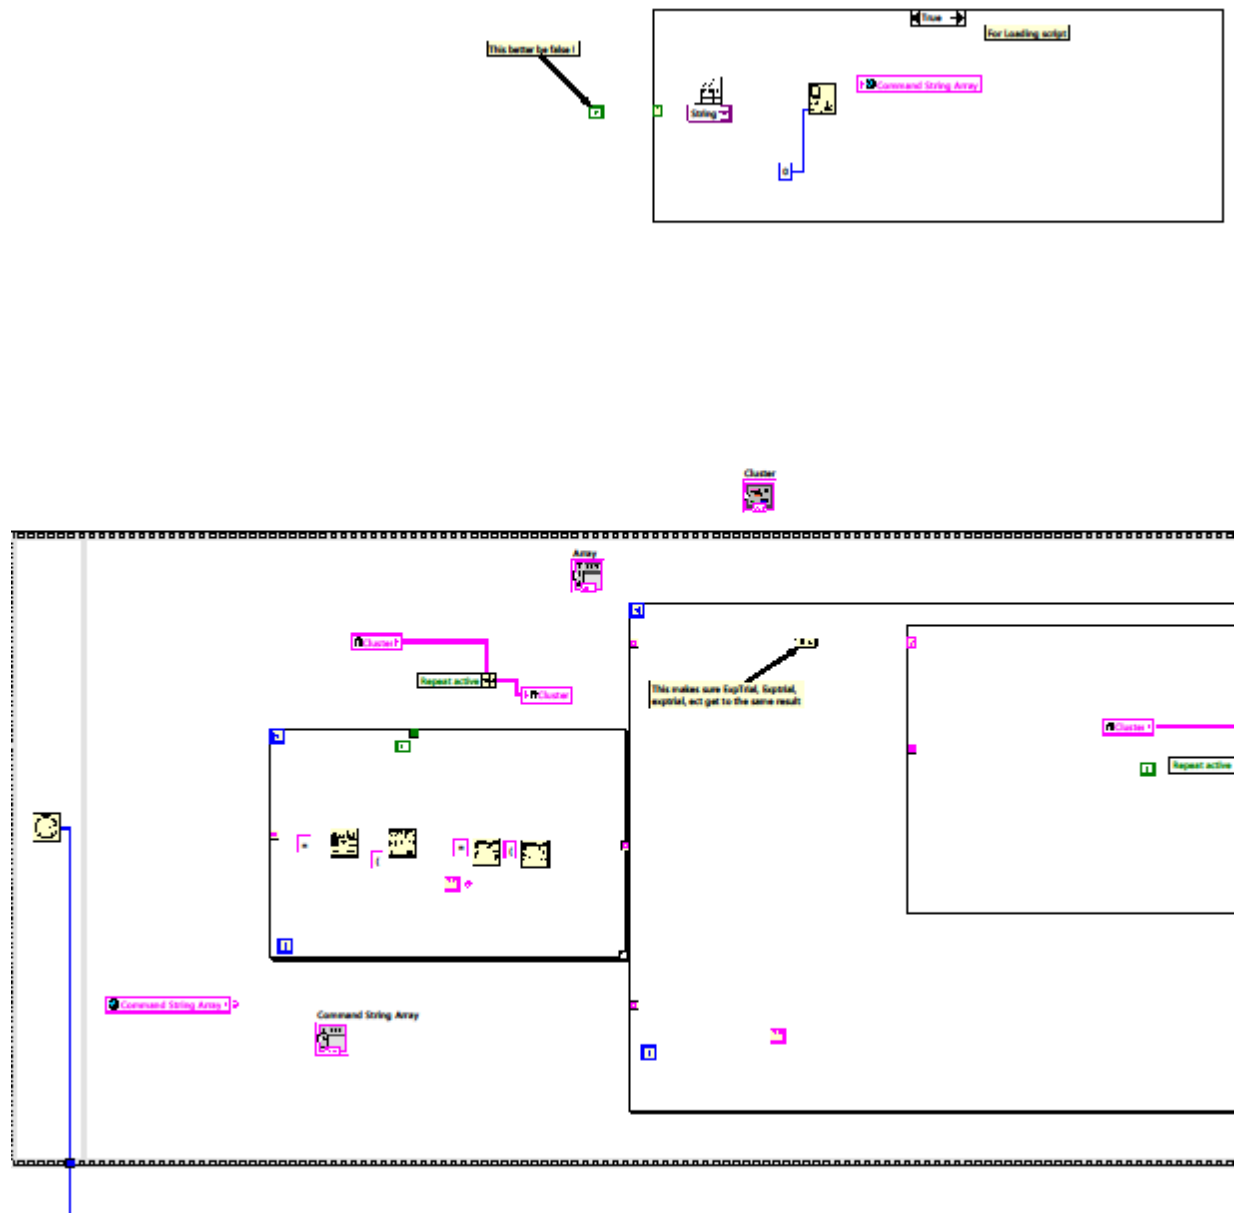 True
For Loading script
This better be false !
Command String Array
String
0
Cluster
Array
Cluster
Repeat active
Cluster
This makes sure ExpTrial, Exptrial,
exptrial, ect get to the same result
Cluster
Repeat active
Command String Array
Command String Array